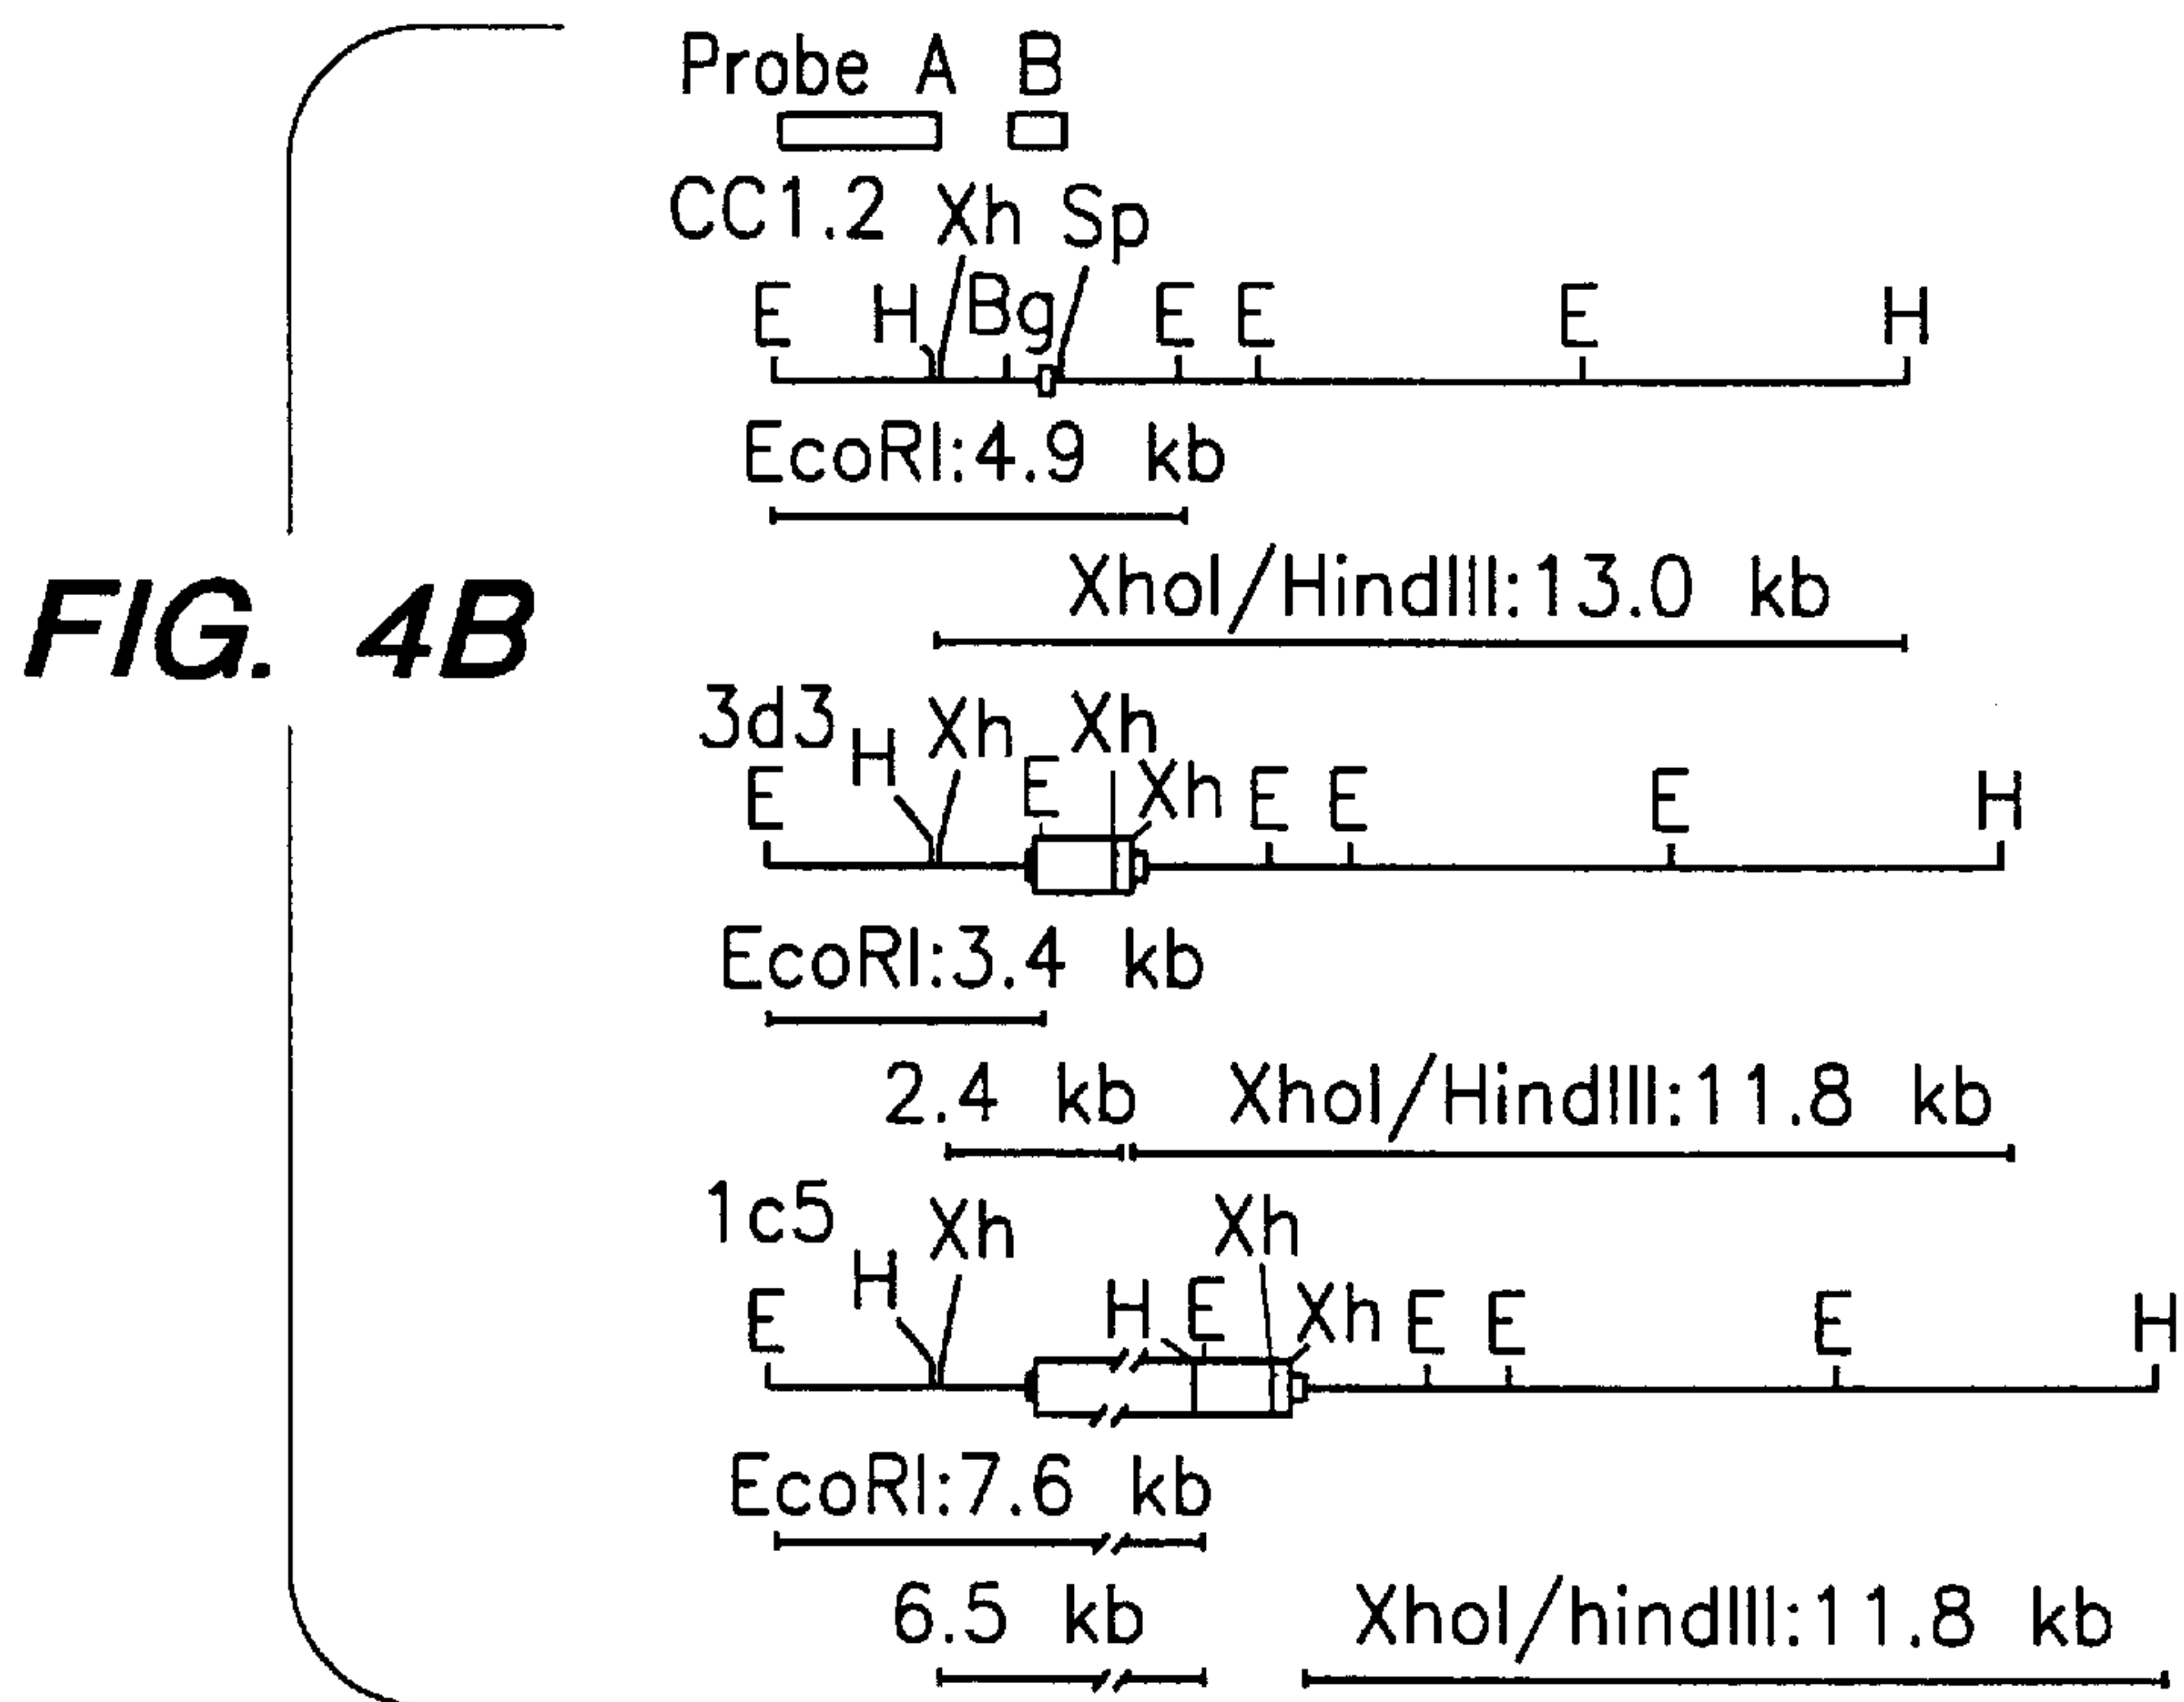 Probe A B
CC1.2 Xh Sp
E H Bg E E E H
EcoRI:4.9 kb
XhoI/HindIII:13.0 kb
FIG. 4B
3d3 H Xh E Xh
E Xh E E E H
EcoRI:3.4 kb
2.4 kb XhoI/HindIII:11.8 kb
1c5 H Xh Xh
E H E Xh E E E H
EcoRI:7.6 kb
6.5 kb XhoI/hindIII:11.8 kb